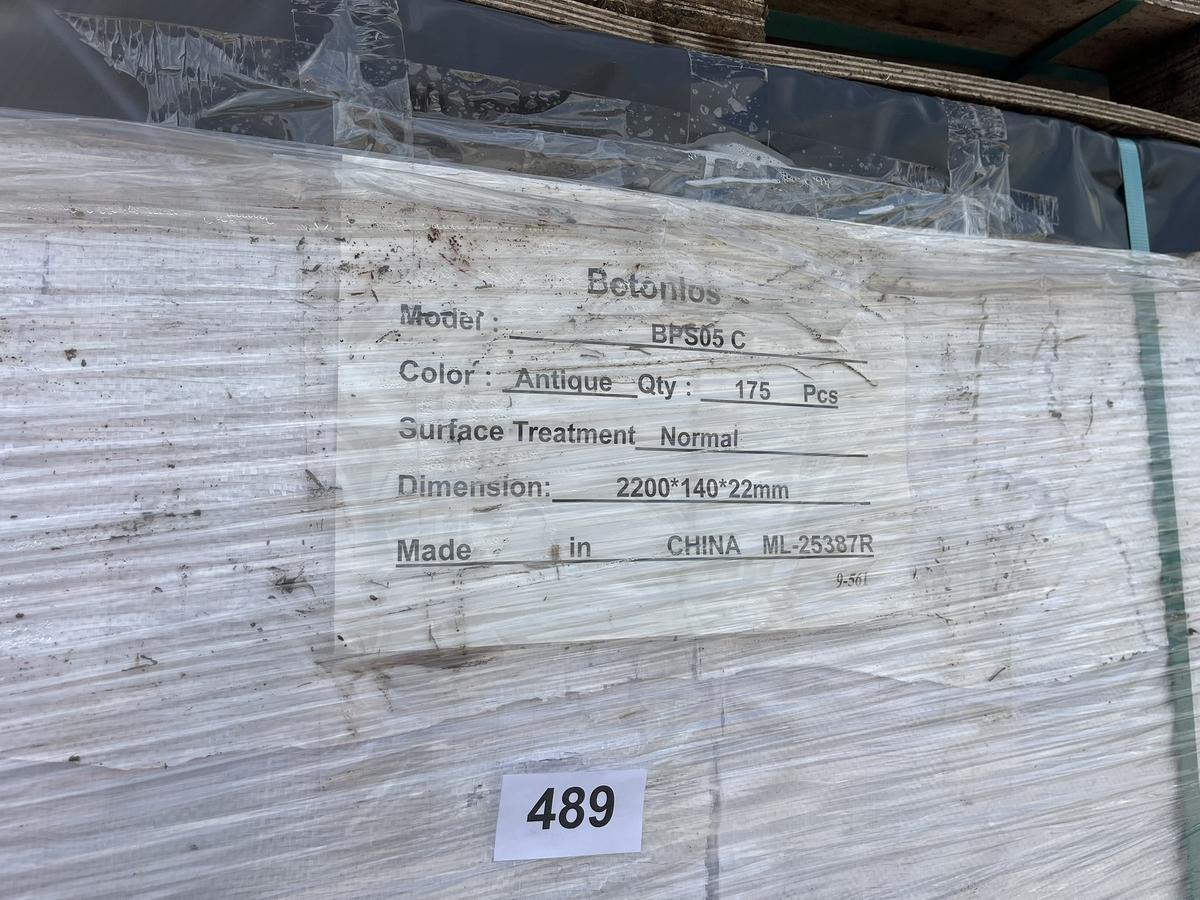 Botonlos
Model : BPS05 C
Color : Antique Qty : 175 Pcs
Surface Treatment Normal
Dimension: 2200*140*22mm
Made in CHINA ML-25387R
9-561
489